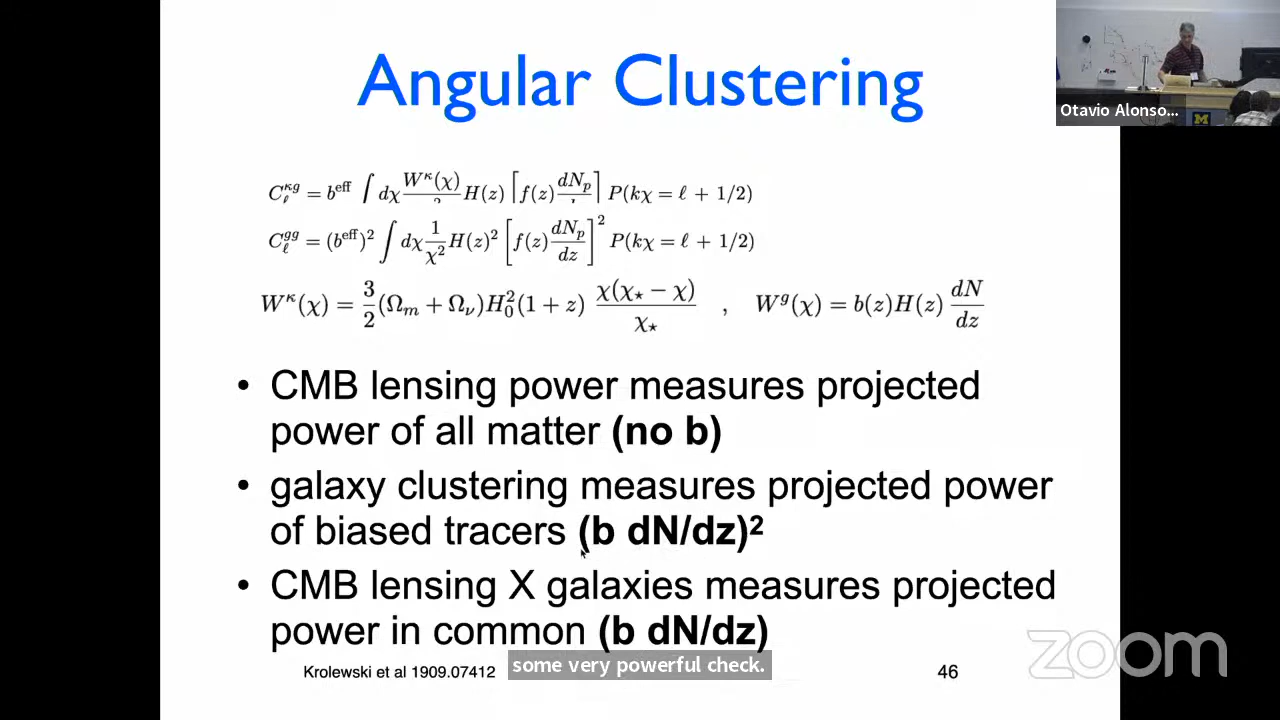 Angular Clustering
Otavio Alonso...
C_ℓ^{κg} = b^{eff} ∫ dχ W^κ(χ) H(z) [f(z) dN_p] P(kχ = ℓ + 1/2)
C_ℓ^{gg} = (b^{eff})^2 ∫ dχ 1/χ^2 H(z)^2 [f(z) dN_p/dz]^2 P(kχ = ℓ + 1/2)
W^κ(χ) = 3/2 (Ω_m + Ω_ν)H_0^2(1 + z) χ(χ_⋆ − χ)/χ_⋆ , W^g(χ) = b(z)H(z) dN/dz
• CMB lensing power measures projected
power of all matter (no b)
• galaxy clustering measures projected power
of biased tracers (b dN/dz)²
• CMB lensing X galaxies measures projected
power in common (b dN/dz)
some very powerful check.
Krolewski et al 1909.07412
46
zoom
M